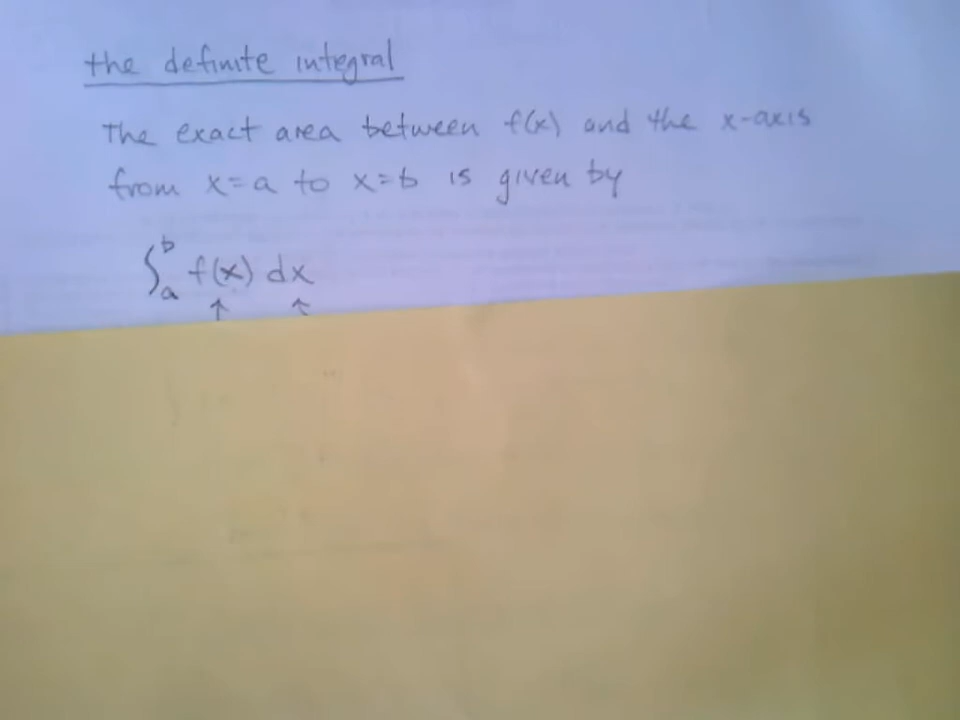 the definite integral
The exact area between f(x) and the x-axis
from x=a to x=b is given by
∫ₐᵇ f(x) dx
↑ ↑